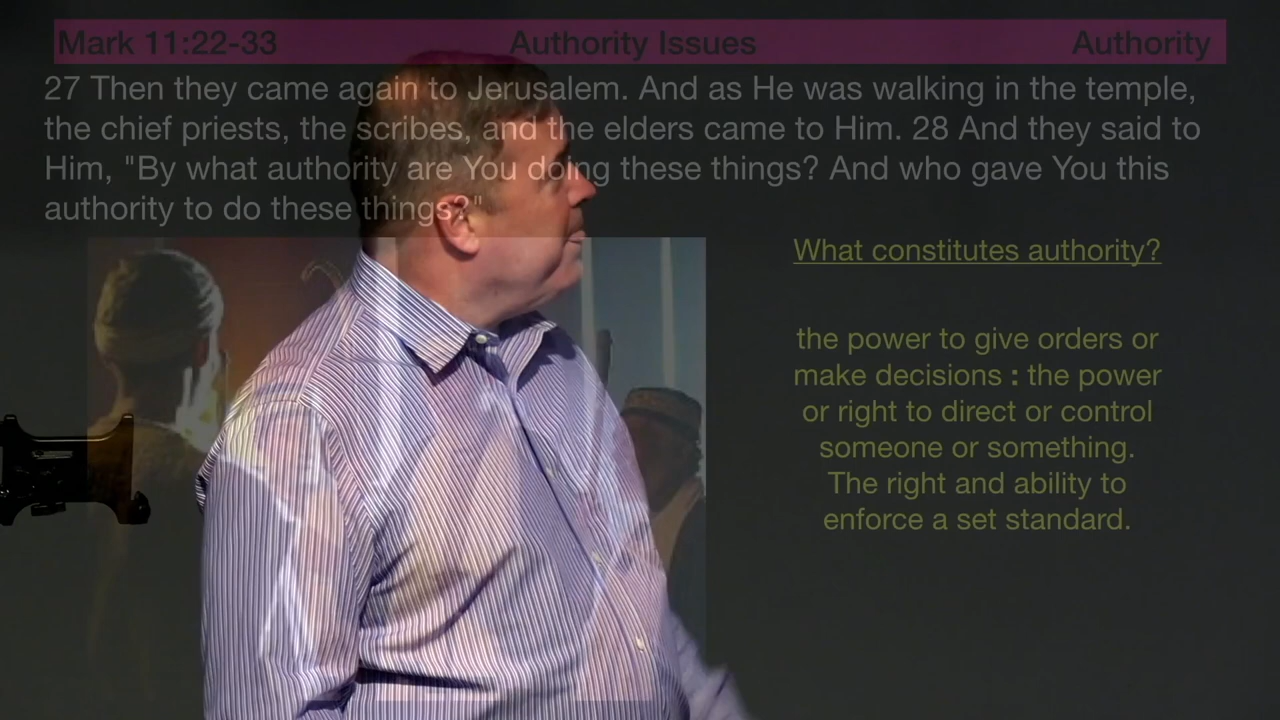 Mark 11:22-33 Authority Issues Authority
27 Then they came again to Jerusalem. And as He was walking in the temple,
the chief priests, the scribes, and the elders came to Him. 28 And they said to
Him, "By what authority are You doing these things? And who gave You this
authority to do these things?"
What constitutes authority?
the power to give orders or
make decisions : the power
or right to direct or control
someone or something.
The right and ability to
enforce a set standard.